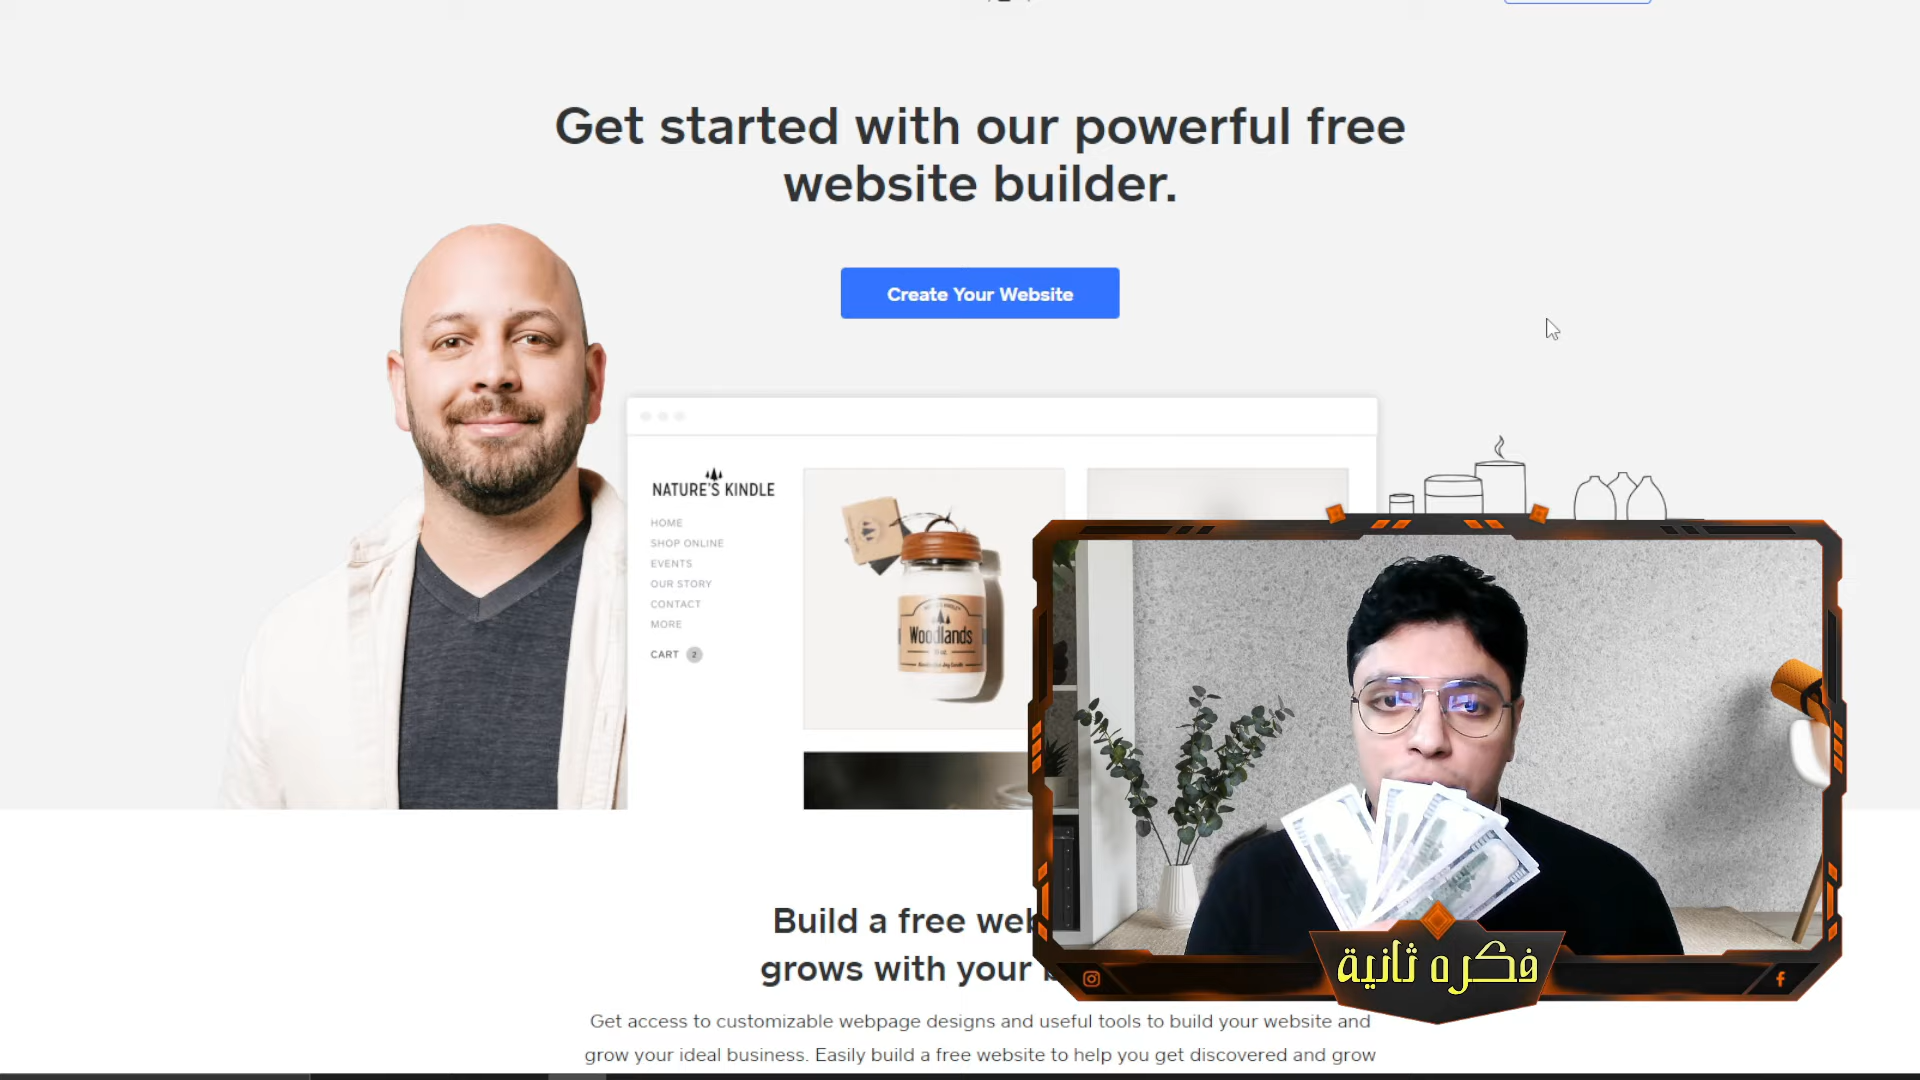 Get started with our powerful free
website builder.
Create Your Website
NATURE'S KINDLE
HOME
SHOP ONLINE
EVENTS
OUR STORY
CONTACT
MORE
CART 2
Woodlands
Build a free
grows with your
فكره ثانية
Get access to customizable webpage designs and useful tools to build your website and
grow your ideal business. Easily build a free website to help you get discovered and grow